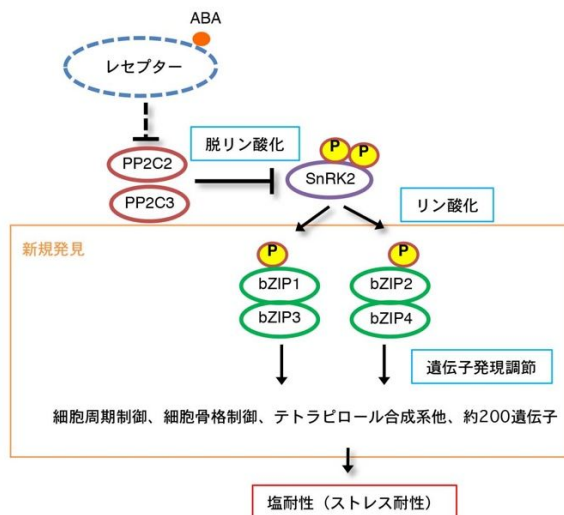 ABA
レセプター
脱リン酸化
P
P
PP2C2
SnRK2
PP2C3
リン酸化
新規発見
P
P
bZIP1
bZIP2
bZIP3
bZIP4
遺伝子発現調節
細胞周期制御、細胞骨格制御、テトラピロール合成系他、約200遺伝子
塩耐性（ストレス耐性）